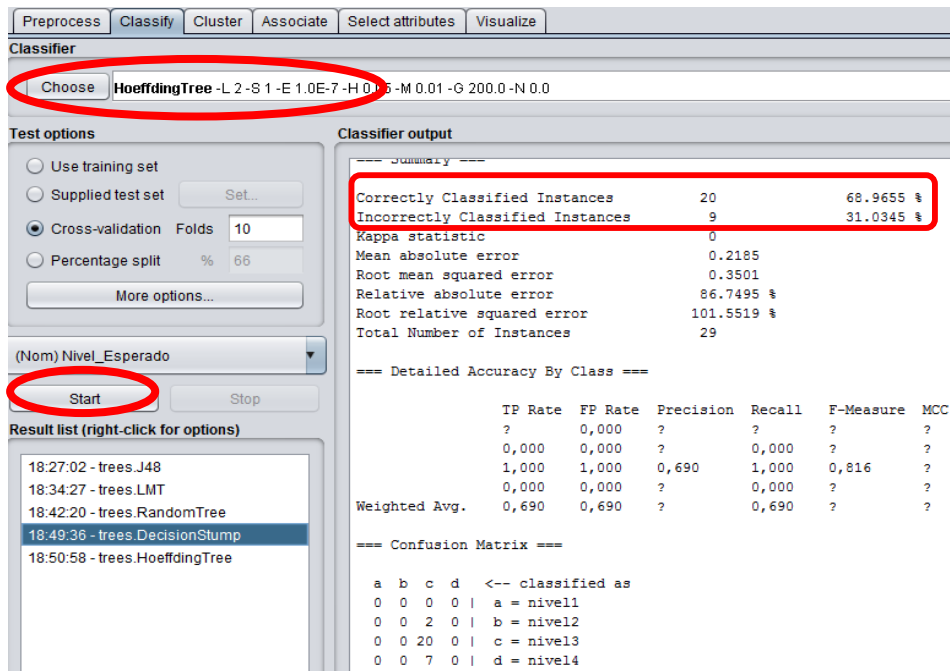 Preprocess Classify Cluster Associate Select attributes Visualize
Classifier
Choose HoeffdingTree -L 2 -S 1 -E 1.0E-7 -H 0.05 -M 0.01 -G 200.0 -N 0.0
Test options
Use training set
Supplied test set Set...
Cross-validation Folds 10
Percentage split % 66
More options...
(Nom) Nivel_Esperado
Start Stop
Result list (right-click for options)
18:27:02 - trees.J48
18:34:27 - trees.LMT
18:42:20 - trees.RandomTree
18:49:36 - trees.DecisionStump
18:50:58 - trees.HoeffdingTree
Classifier output
=== Summary ===
Correctly Classified Instances 20 68.9655 %
Incorrectly Classified Instances 9 31.0345 %
Kappa statistic 0
Mean absolute error 0.2185
Root mean squared error 0.3501
Relative absolute error 86.7495 %
Root relative squared error 101.5519 %
Total Number of Instances 29
=== Detailed Accuracy By Class ===
TP Rate FP Rate Precision Recall F-Measure MCC
? 0,000 ? ? ? ?
0,000 0,000 ? 0,000 ? ?
1,000 1,000 0,690 1,000 0,816 ?
0,000 0,000 ? 0,000 ? ?
Weighted Avg. 0,690 0,690 ? 0,690 ? ?
=== Confusion Matrix ===
a b c d <-- classified as
0 0 0 0 | a = nivel1
0 0 2 0 | b = nivel2
0 0 20 0 | c = nivel3
0 0 7 0 | d = nivel4